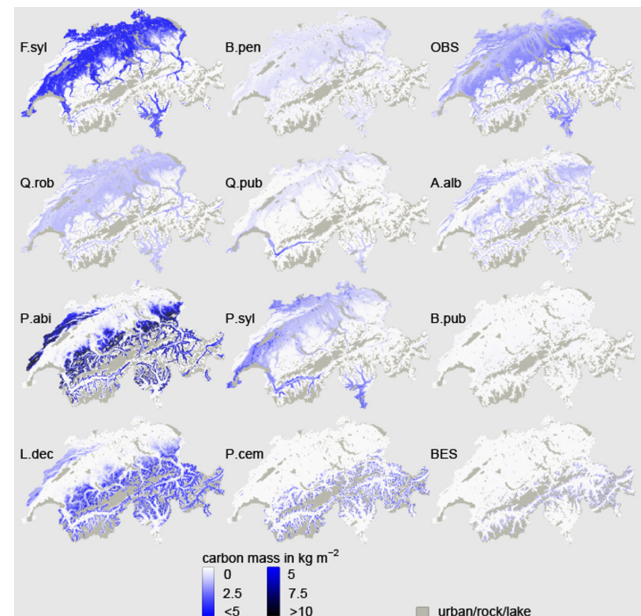 F.syl B.pen OBS
Q.rob Q.pub A.alb
P.abi P.syl B.pub
L.dec P.cem BES
carbon mass in kg m⁻²
0 5
2.5 7.5
<5 >10
urban/rock/lake